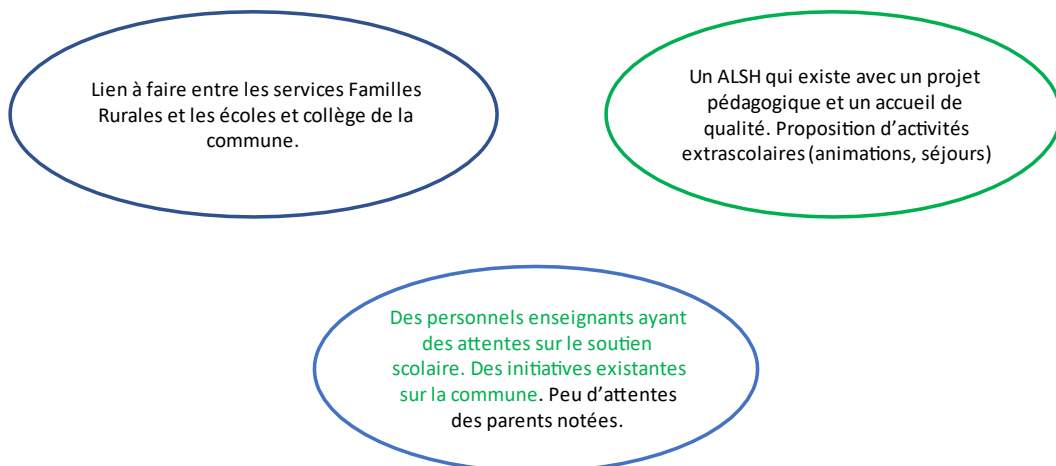 Lien à faire entre les services Familles
Rurales et les écoles et collège de la
commune.
Un ALSH qui existe avec un projet
pédagogique et un accueil de
qualité. Proposition d’activités
extrascolaires (animations, séjours)
Des personnels enseignants ayant
des attentes sur le soutien
scolaire. Des initiatives existantes
sur la commune. Peu d’attentes
des parents notées.